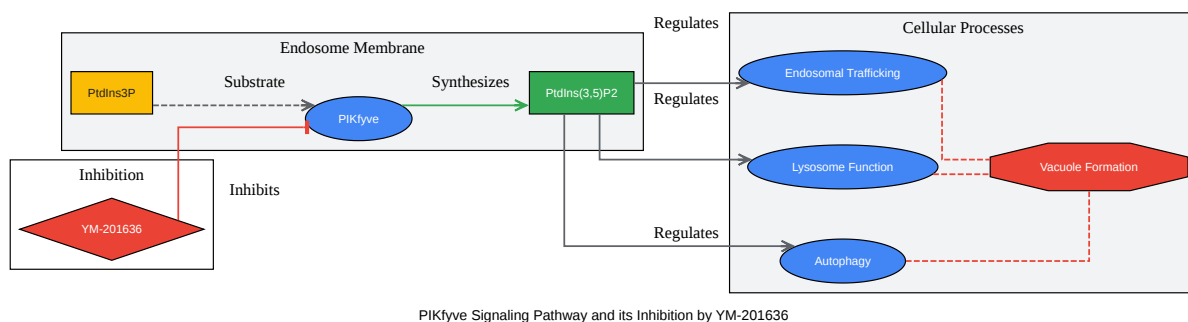 Regulates
Cellular Processes
Endosome Membrane
PtdIns3P
Substrate
Synthesizes
PtdIns(3,5)P2
PIKfyve
Endosomal Trafficking
Regulates
Inhibition
Inhibits
YM-201636
Lysosome Function
Vacuole Formation
Regulates
Autophagy
PIKfyve Signaling Pathway and its Inhibition by YM-201636